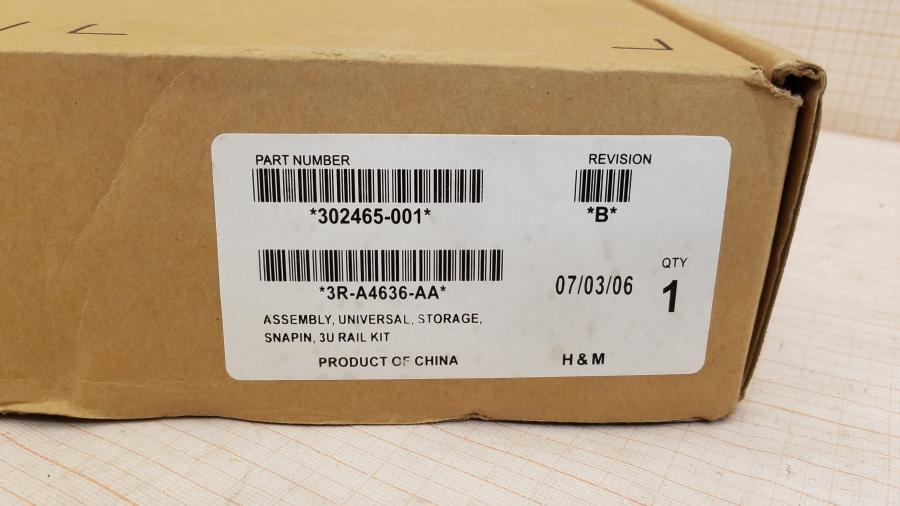 PART NUMBER
REVISION
*302465-001*
*B*
*3R-A4636-AA*
07/03/06
QTY
1
ASSEMBLY, UNIVERSAL, STORAGE,
SNAPIN, 3U RAIL KIT
PRODUCT OF CHINA
H & M